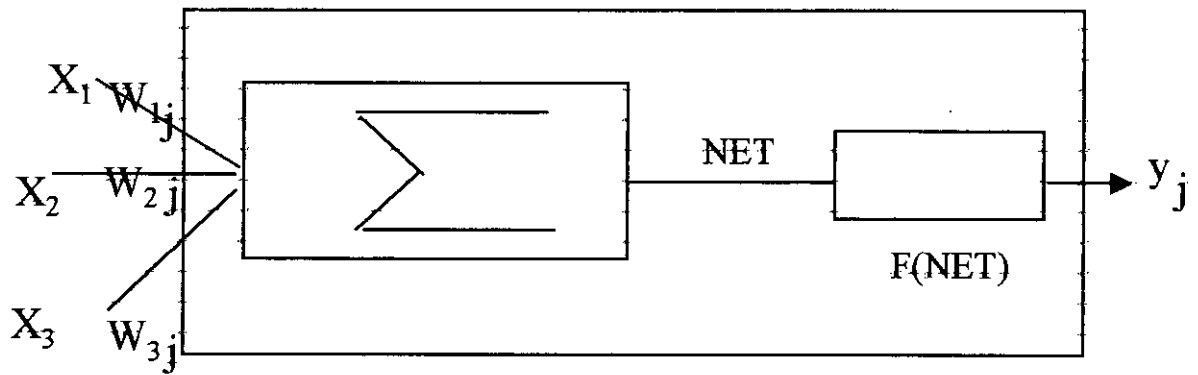 X₁ W₁ⱼ
X₂ W₂ⱼ
X₃ W₃ⱼ
Σ
NET
F(NET)
yⱼ